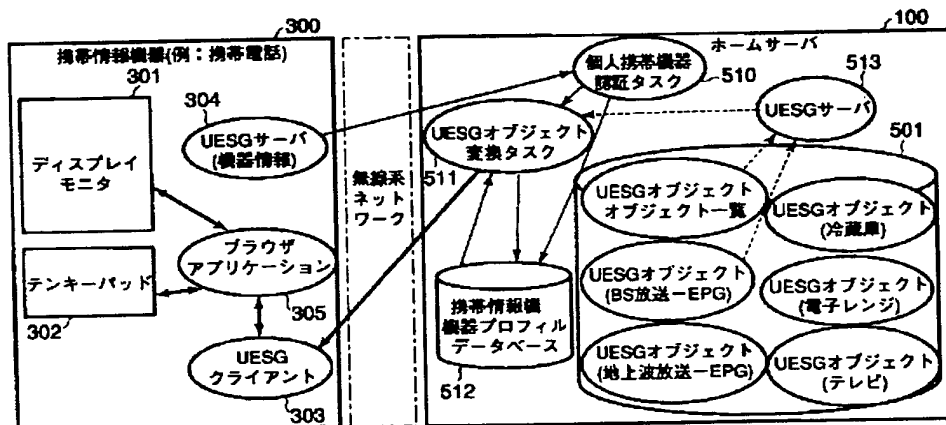 300
携帯情報機器(例：携帯電話)
301
ディスプレイ
モニタ
304
UESGサーバ
(機器情報)
テンキーパッド
302
ブラウザ
アプリケーション
305
UESG
クライアント
303
無線系
ネット
ワーク
100
ホームサーバ
個人携帯機器
認証タスク
510
513
UESGサーバ
UESGオブジェクト
変換タスク
511
501
UESGオブジェクト
オブジェクト一覧
UESGオブジェクト
(冷蔵庫)
UESGオブジェクト
(BS放送－EPG)
UESGオブジェクト
(電子レンジ)
UESGオブジェクト
(地上波放送－EPG)
UESGオブジェクト
(テレビ)
携帯情報機
機器プロフィル
データベース
512